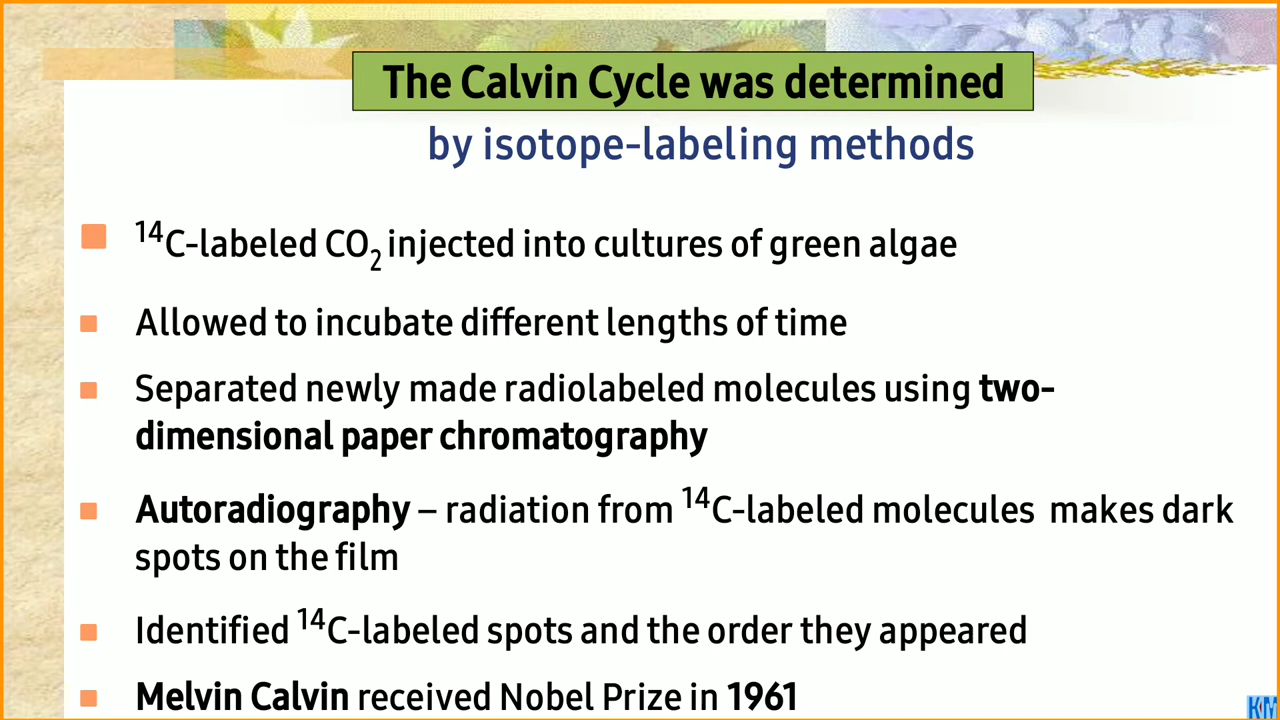 The Calvin Cycle was determined
by isotope-labeling methods
¹⁴C-labeled CO₂ injected into cultures of green algae
Allowed to incubate different lengths of time
Separated newly made radiolabeled molecules using two-
dimensional paper chromatography
Autoradiography – radiation from ¹⁴C-labeled molecules makes dark
spots on the film
Identified ¹⁴C-labeled spots and the order they appeared
Melvin Calvin received Nobel Prize in 1961